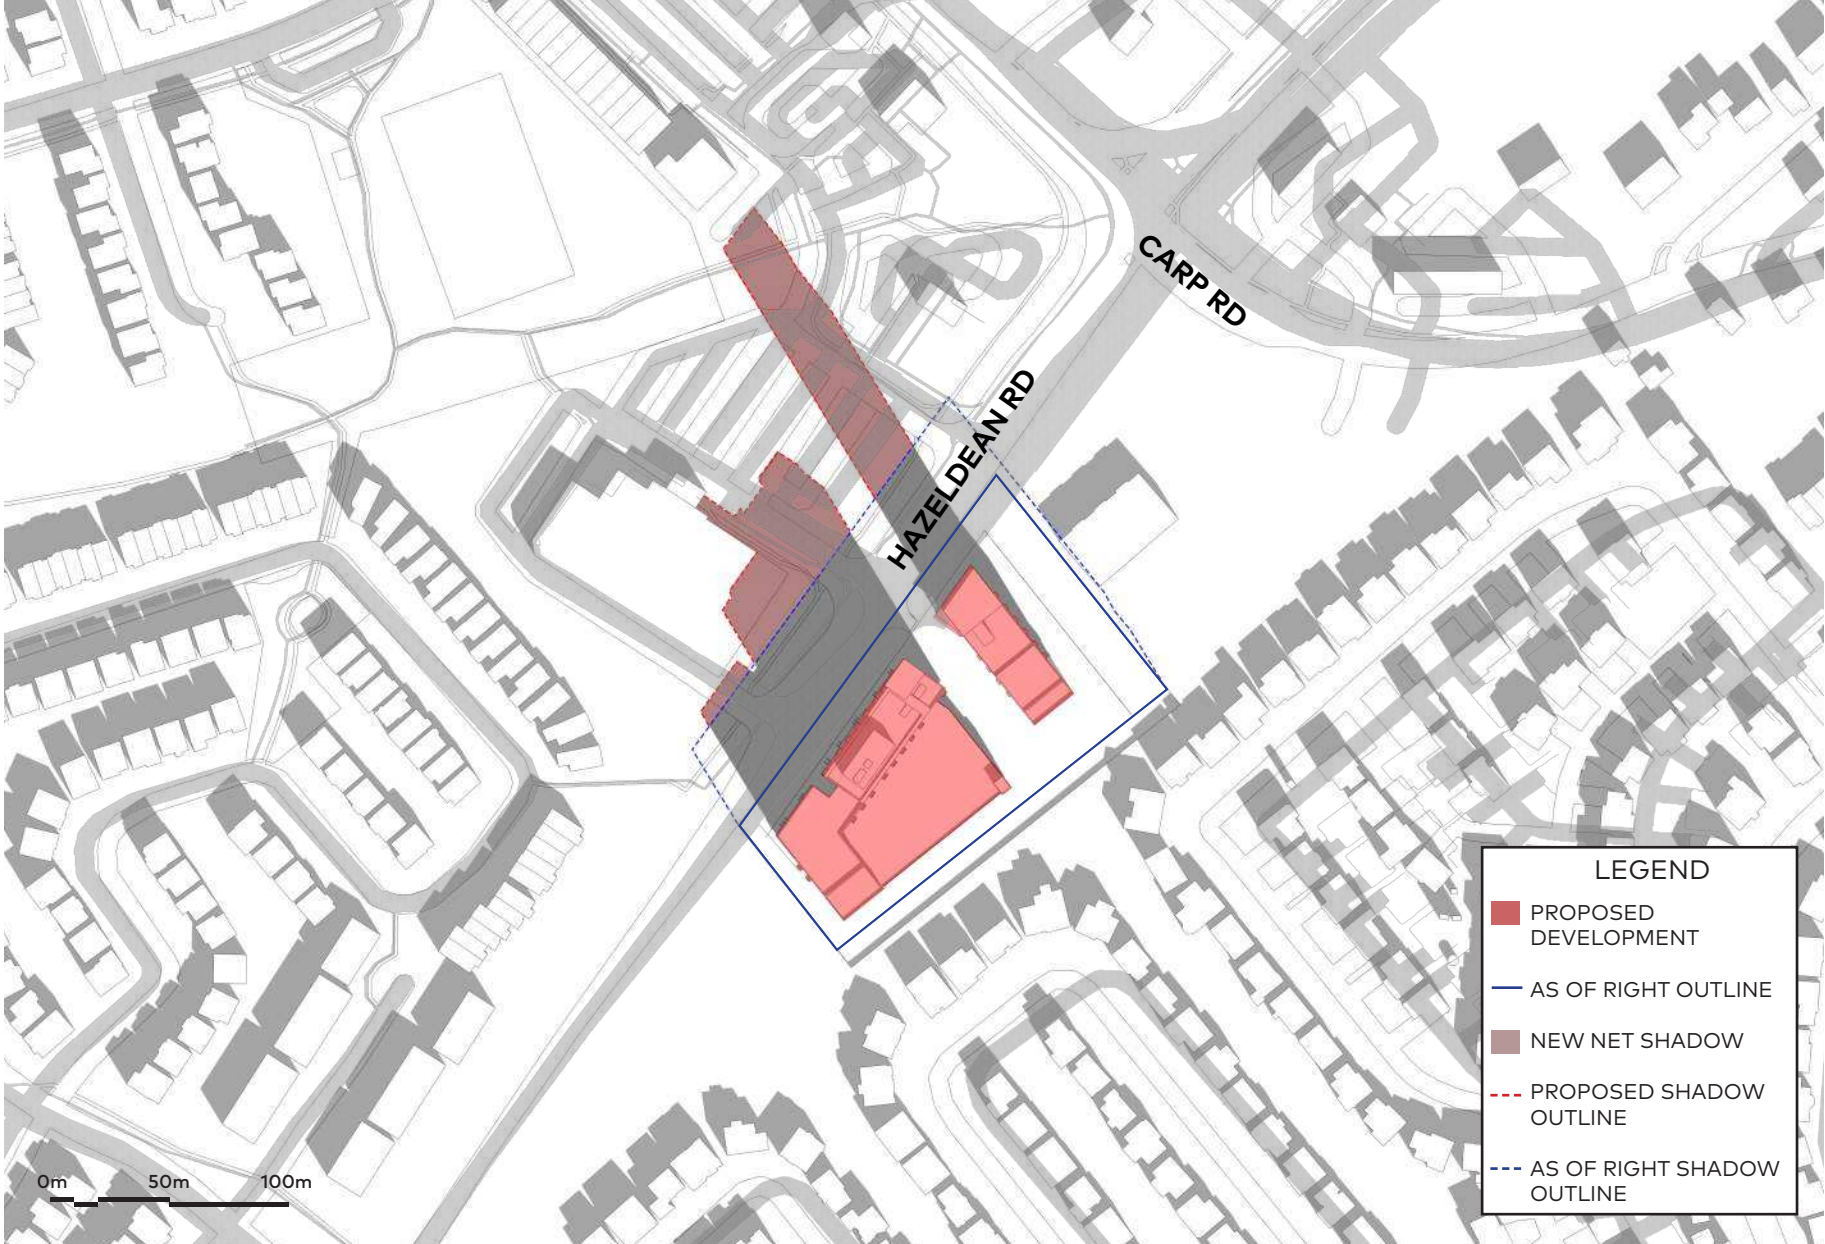 CARP RD
HAZELDEAN RD
LEGEND
PROPOSED
DEVELOPMENT
AS OF RIGHT OUTLINE
NEW NET SHADOW
PROPOSED SHADOW
OUTLINE
AS OF RIGHT SHADOW
OUTLINE
0m 50m 100m